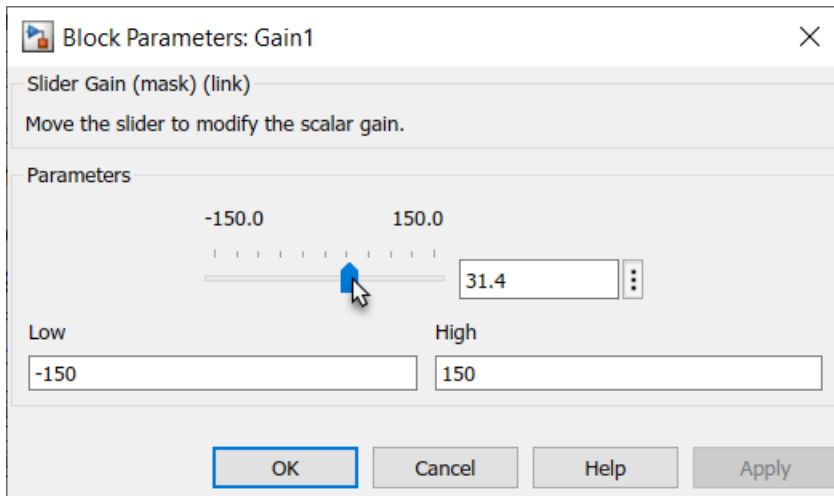 Block Parameters: Gain1
Slider Gain (mask) (link)
Move the slider to modify the scalar gain.
Parameters
-150.0 150.0
31.4
Low High
-150 150
OK Cancel Help Apply